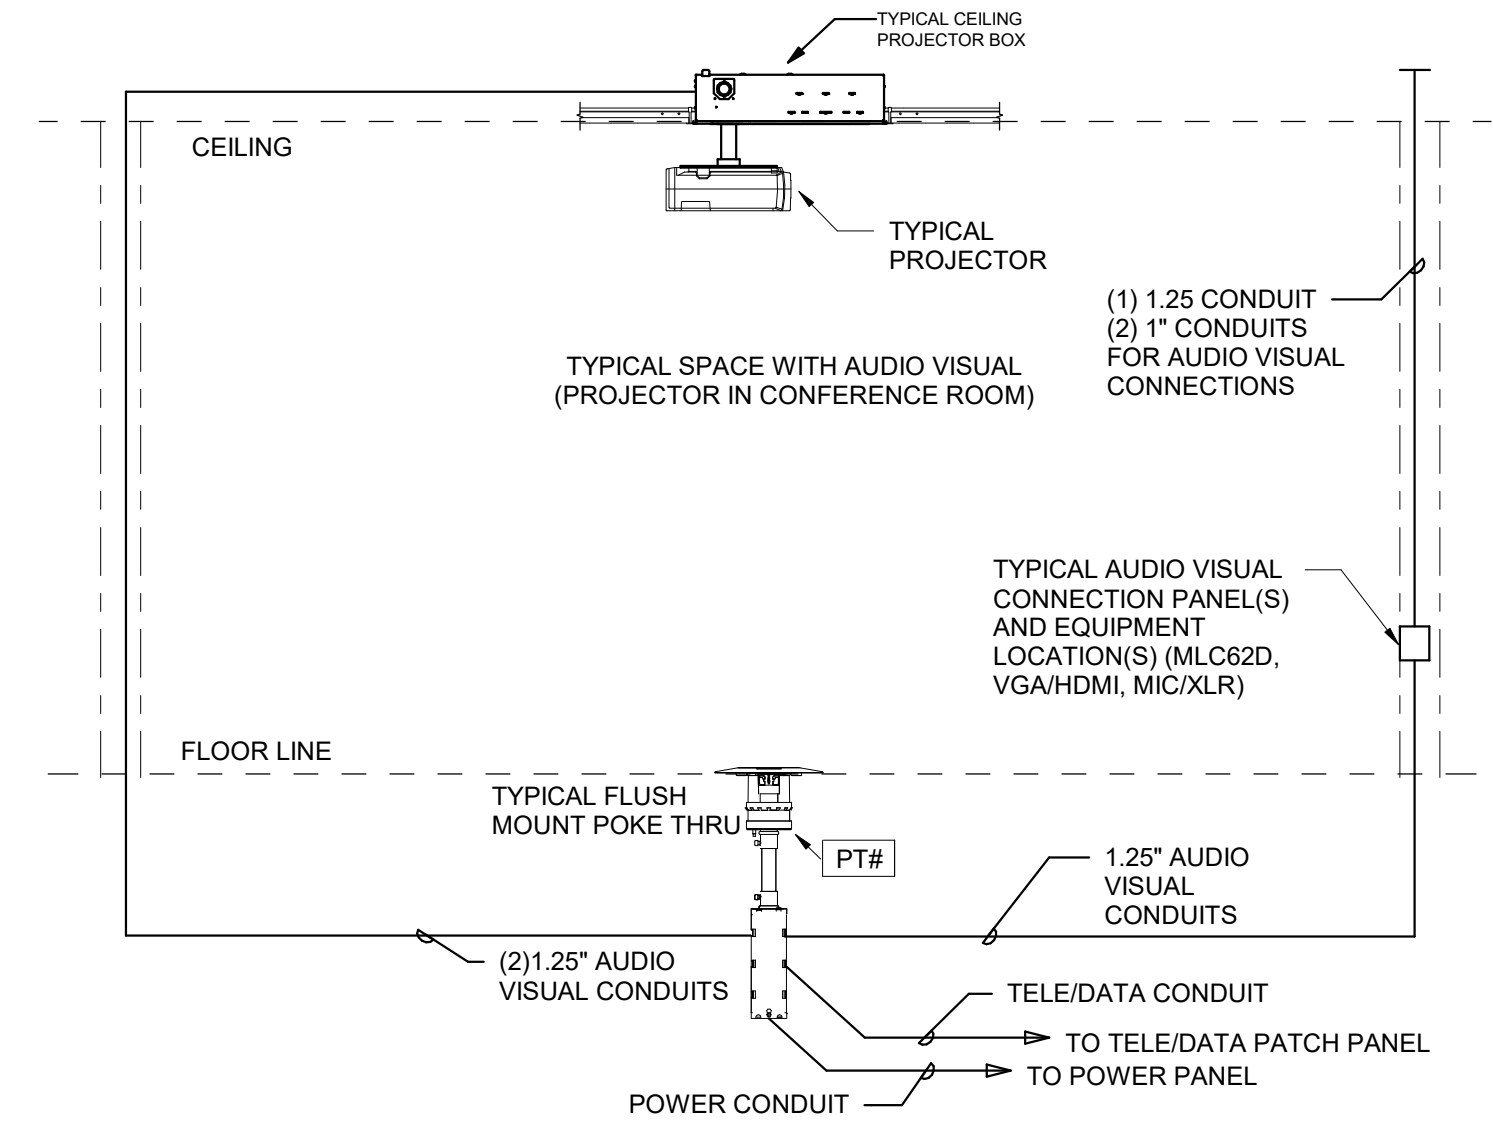 TYPICAL CEILING
PROJECTOR BOX
CEILING
TYPICAL
PROJECTOR
(1) 1.25 CONDUIT
(2) 1" CONDUITS
FOR AUDIO VISUAL
CONNECTIONS
TYPICAL SPACE WITH AUDIO VISUAL
(PROJECTOR IN CONFERENCE ROOM)
TYPICAL AUDIO VISUAL
CONNECTION PANEL(S)
AND EQUIPMENT
LOCATION(S) (MLC62D,
VGA/HDMI, MIC/XLR)
FLOOR LINE
TYPICAL FLUSH
MOUNT POKE THRU
PT#
1.25" AUDIO
VISUAL
CONDUITS
(2)1.25" AUDIO
VISUAL CONDUITS
TELE/DATA CONDUIT
TO TELE/DATA PATCH PANEL
TO POWER PANEL
POWER CONDUIT